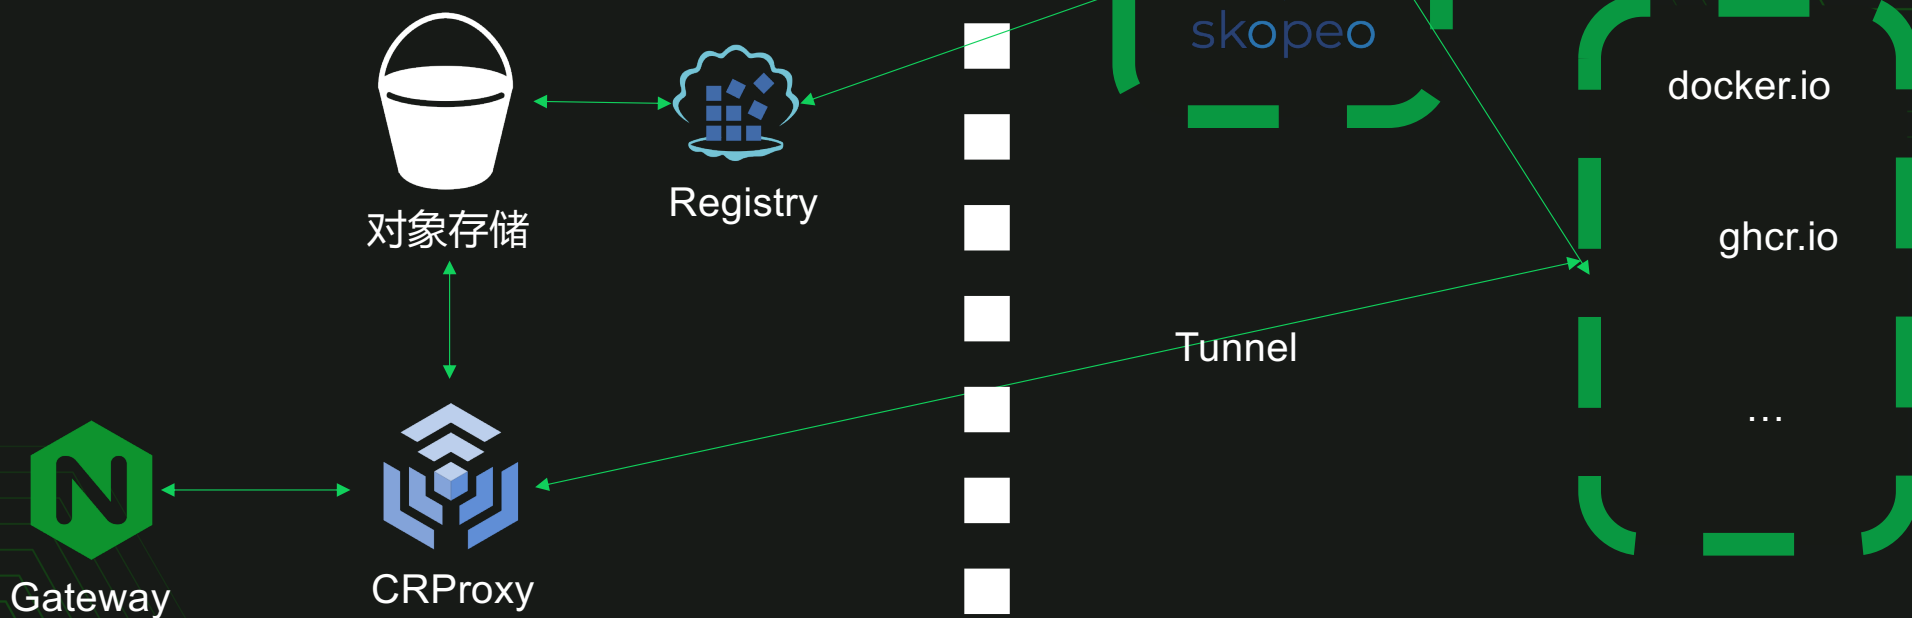 skopeo
docker.io
对象存储
Registry
ghcr.io
Tunnel
...
CRProxy
Gateway